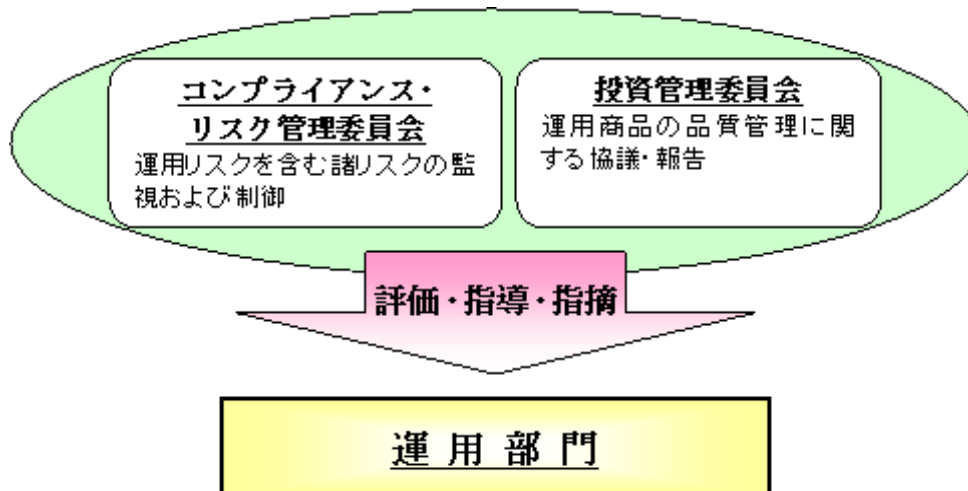 コンプライアンス・
リスク管理委員会
運用リスクを含む諸リスクの監
視および制御
投資管理委員会
運用商品の品質管理に関
する協議・報告
評価・指導・指摘
運用部門